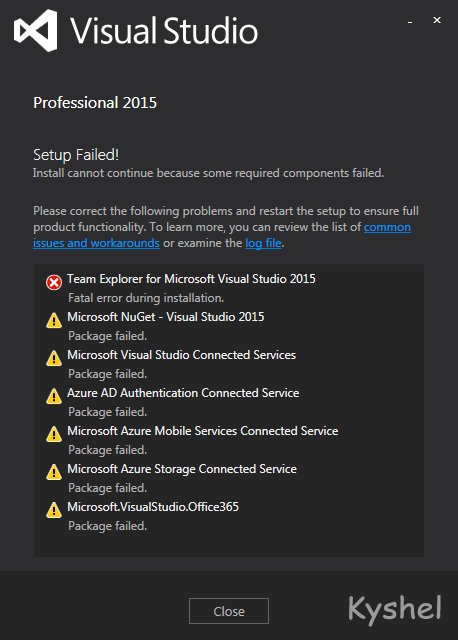 Visual Studio
Professional 2015
Setup Failed!
Install cannot continue because some required components failed.
Please correct the following problems and restart the setup to ensure full
product functionality. To learn more, you can review the list of common
issues and workarounds or examine the log file.
Team Explorer for Microsoft Visual Studio 2015
Fatal error during installation.
Microsoft NuGet - Visual Studio 2015
Package failed.
Microsoft Visual Studio Connected Services
Package failed.
Azure AD Authentication Connected Service
Package failed.
Microsoft Azure Mobile Services Connected Service
Package failed.
Microsoft Azure Storage Connected Service
Package failed.
Microsoft.VisualStudio.Office365
Package failed.
Close
Kyshel